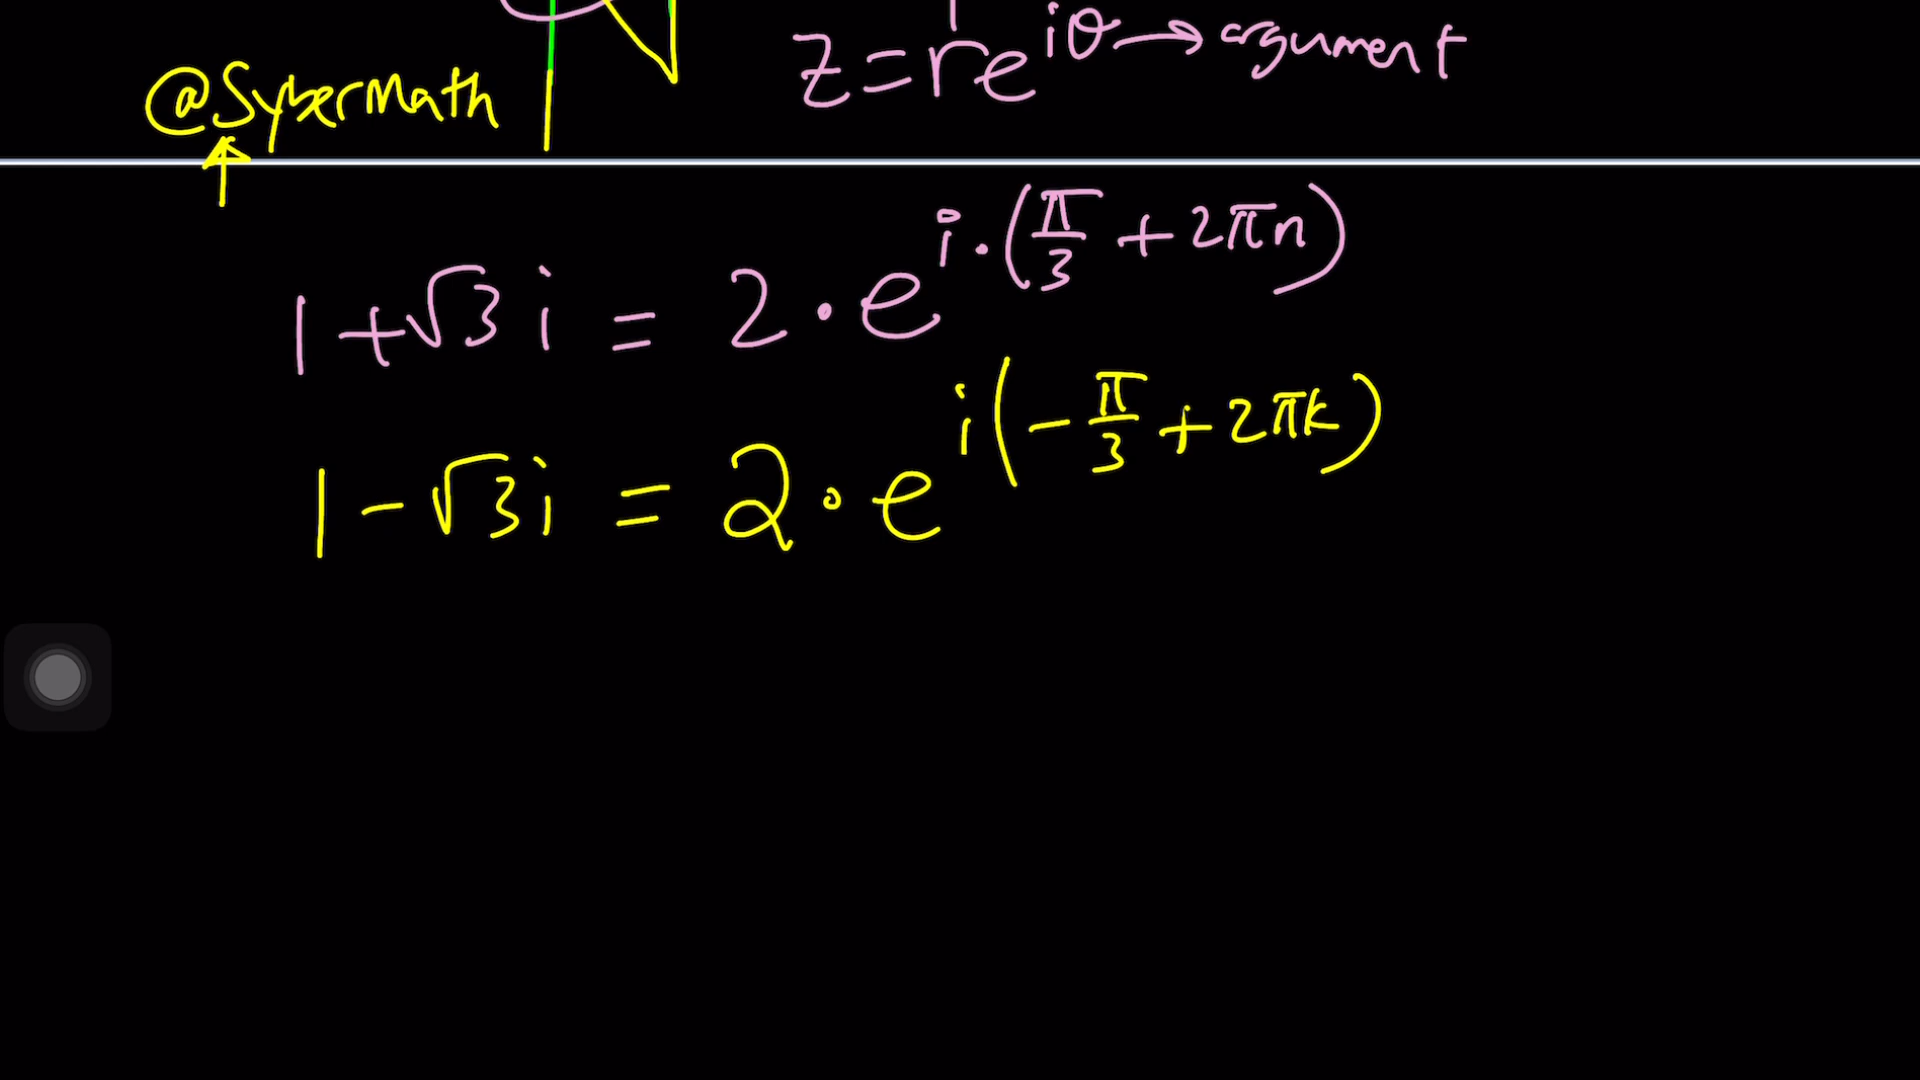 z=re^{iθ} → argument
@SyberMath
1+√3 i = 2·e^{i·(π/3 + 2πn)}
1-√3 i = 2·e^{i(-π/3 + 2πk)}